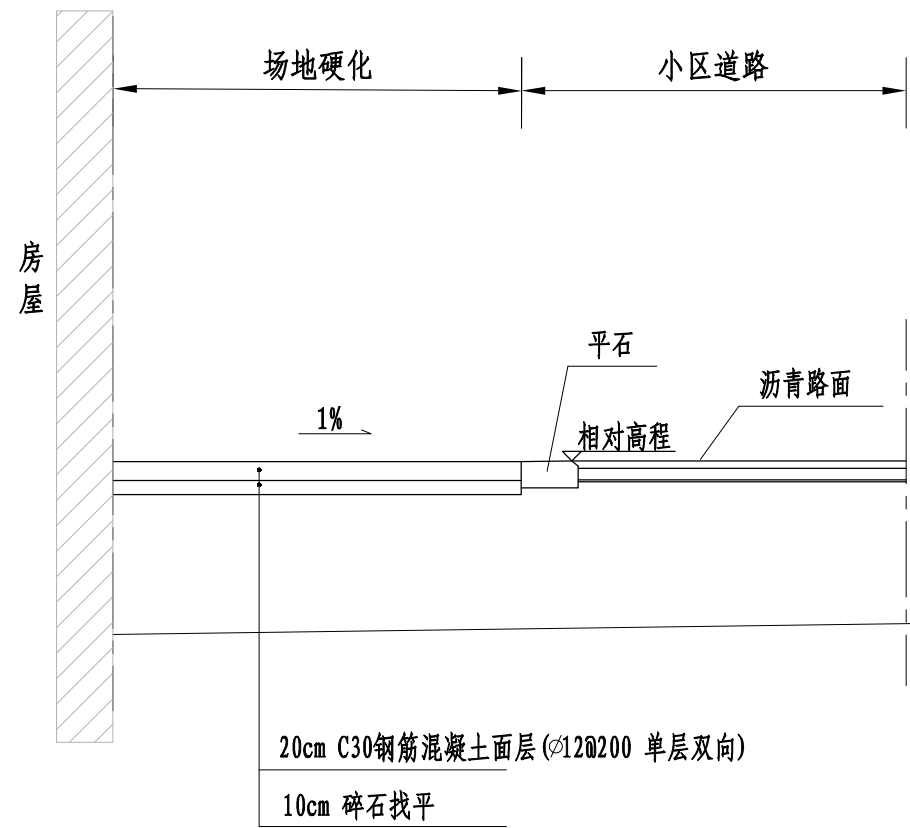 场地硬化
小区道路
房屋
平石
沥青路面
1%
相对高程
20cm C30钢筋混凝土面层(∅12@200 单层双向)
10cm 碎石找平